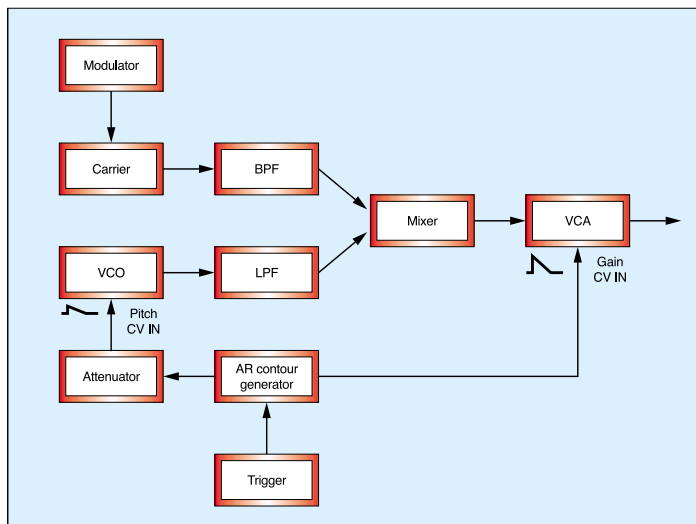 Modulator
Carrier
BPF
Mixer
VCA
VCO
LPF
Pitch
CV IN
Gain
CV IN
Attenuator
AR contour
generator
Trigger